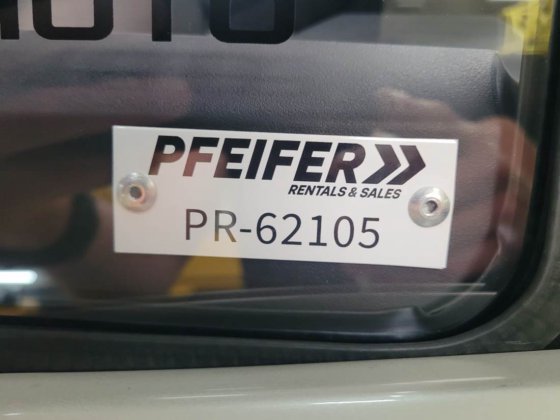 PFEIFER
RENTALS & SALES
PR-62105